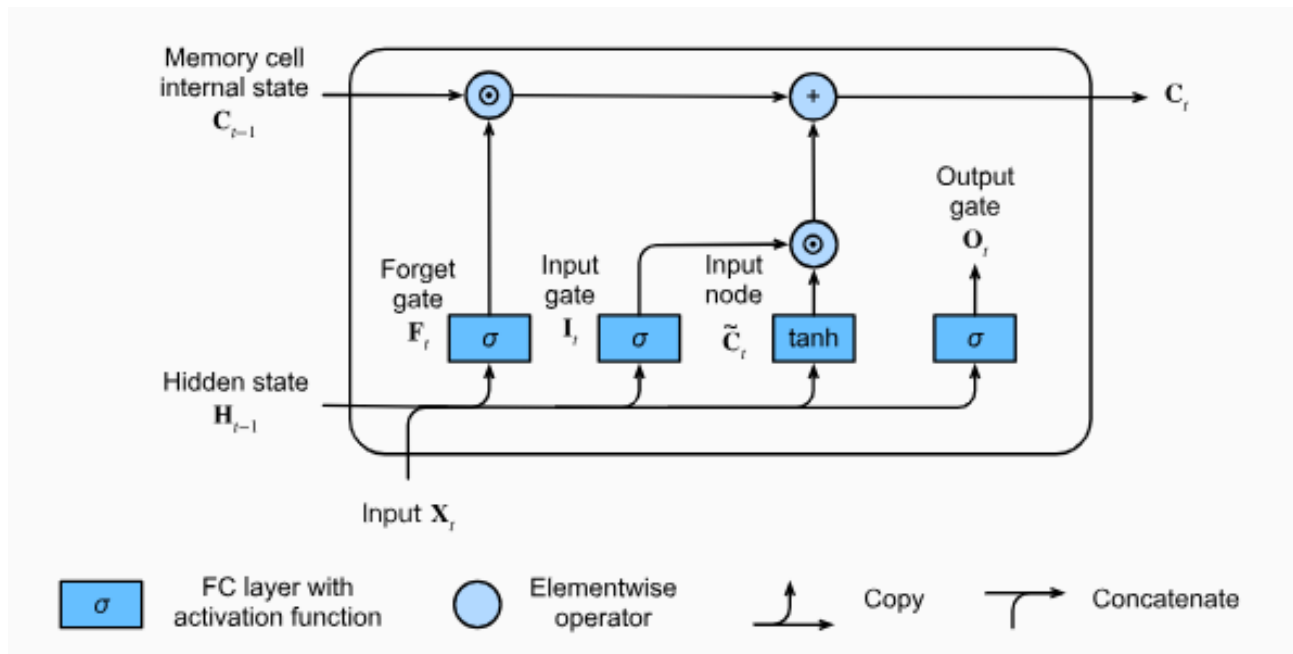 Memory cell
internal state
C_{t−1}
⊙
+
C_t
Output
gate
O_t
⊙
Forget
gate
F_t
σ
Input
gate
I_t
σ
Input
node
C̃_t
tanh
σ
Hidden state
H_{t−1}
Input X_t
σ
FC layer with
activation function
Elementwise
operator
Copy
Concatenate